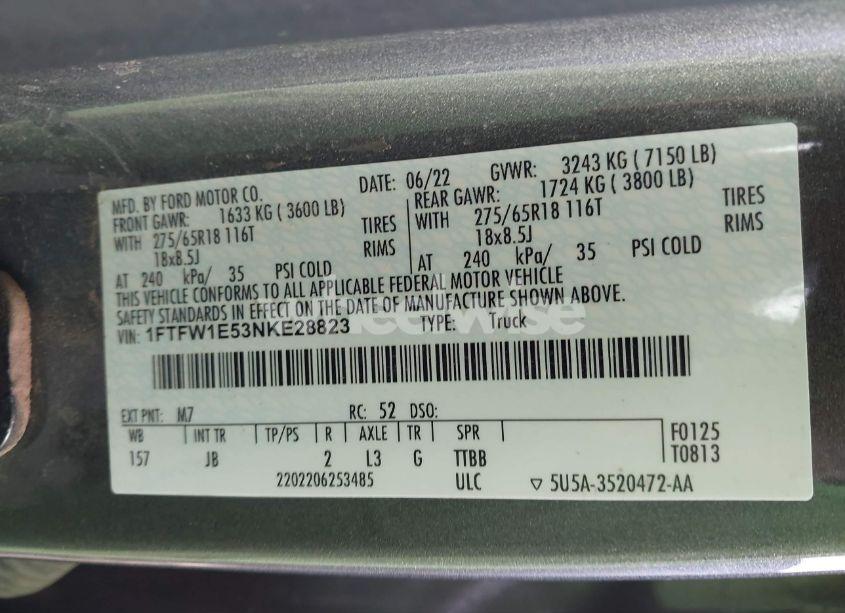 MFD. BY FORD MOTOR CO.
DATE: 06/22 GVWR: 3243 KG ( 7150 LB)
FRONT GAWR: 1633 KG ( 3600 LB)
REAR GAWR: 1724 KG ( 3800 LB)
WITH 275/65R18 116T TIRES
WITH 275/65R18 116T TIRES
18x8.5J RIMS
18x8.5J RIMS
AT 240 kPa/ 35 PSI COLD
AT 240 kPa/ 35 PSI COLD
THIS VEHICLE CONFORMS TO ALL APPLICABLE FEDERAL MOTOR VEHICLE
SAFETY STANDARDS IN EFFECT ON THE DATE OF MANUFACTURE SHOWN ABOVE.
VIN: 1FTFW1E53NKE28823 TYPE: Truck
EXT PNT: M7 RC: 52 DSO:
WB INT TR TP/PS R AXLE TR SPR F0125
157 JB 2 L3 G TTBB T0813
2202206253485 ULC ▽ 5U5A-3520472-AA